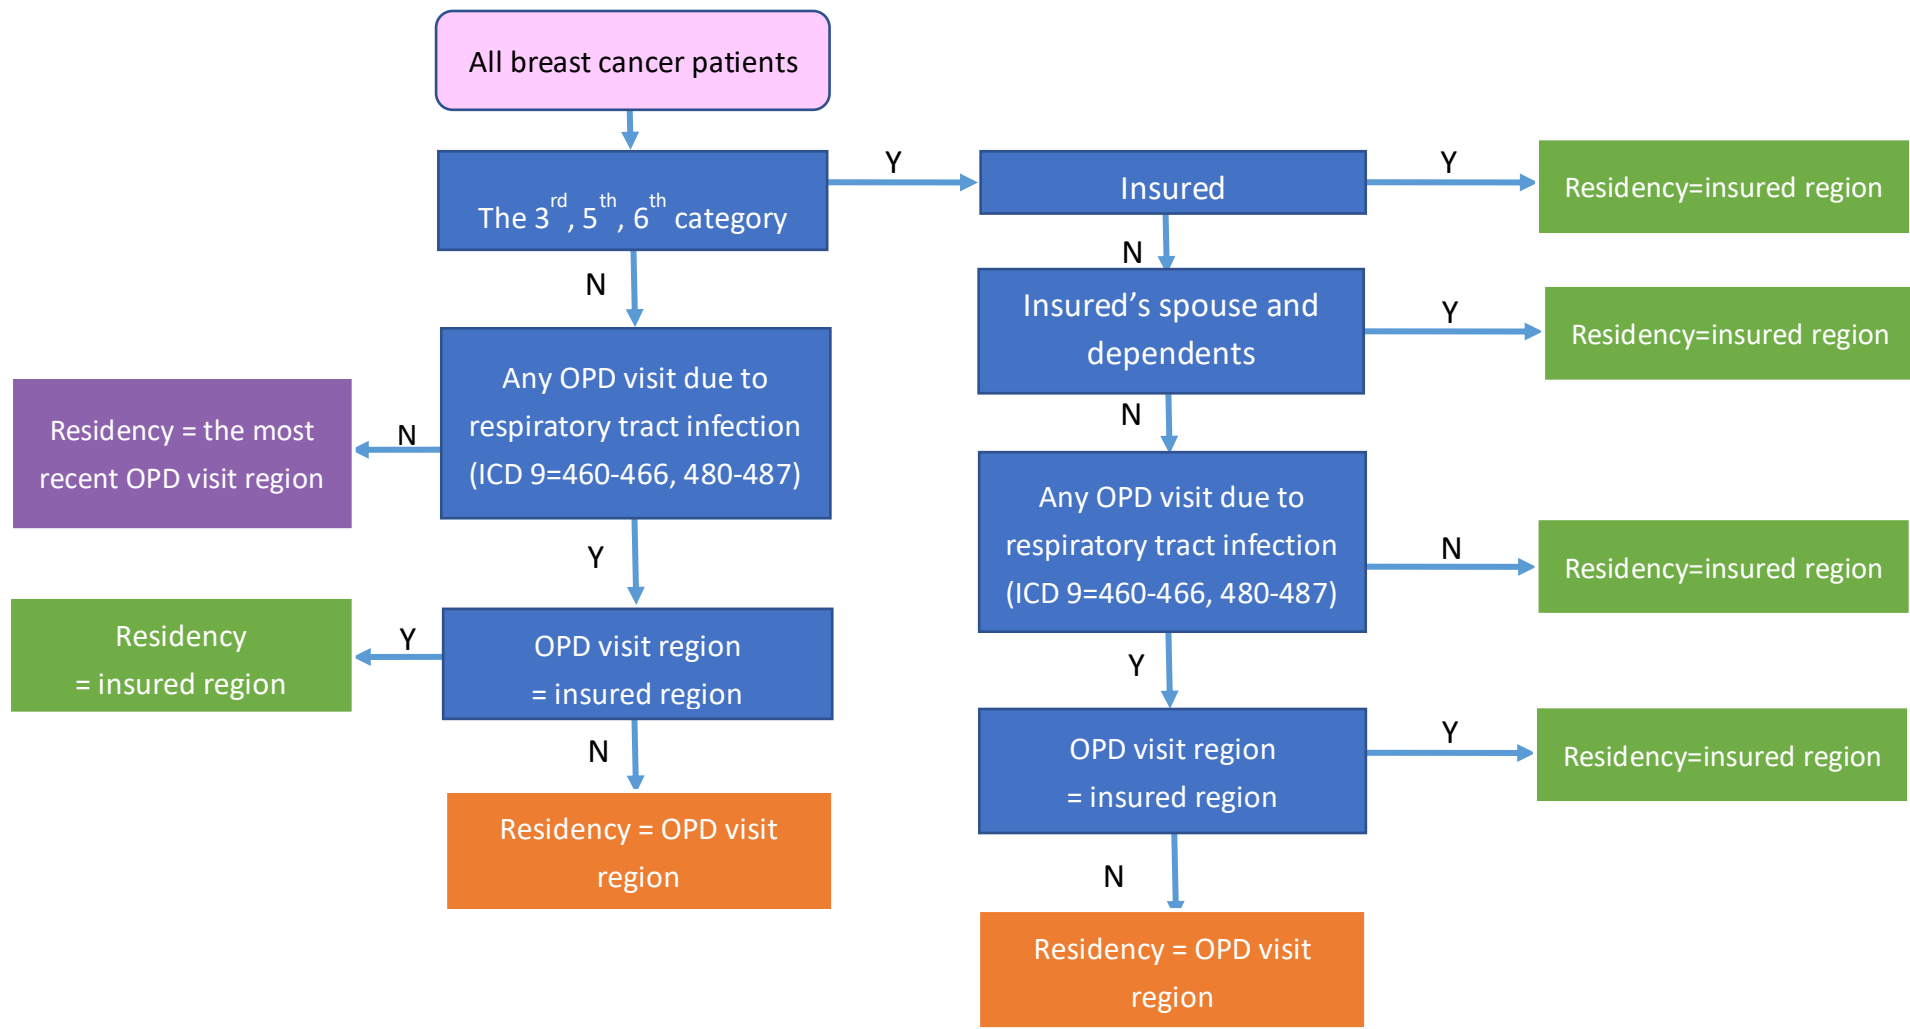 All breast cancer patients
The 3rd, 5th, 6th category
Y
Insured
Y
Residency=insured region
N
N
Insured’s spouse and
dependents
Y
Residency=insured region
Any OPD visit due to
respiratory tract infection
(ICD 9=460-466, 480-487)
N
Residency = the most
recent OPD visit region
N
Any OPD visit due to
respiratory tract infection
(ICD 9=460-466, 480-487)
N
Residency=insured region
Y
OPD visit region
= insured region
Y
Residency
= insured region
Y
OPD visit region
= insured region
Y
Residency=insured region
N
Residency = OPD visit
region
N
Residency = OPD visit
region